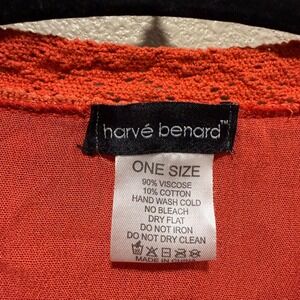 harvé benard™
ONE SIZE
90% VISCOSE
10% COTTON
HAND WASH COLD
NO BLEACH
DRY FLAT
DO NOT IRON
DO NOT DRY CLEAN
MADE IN CHINA